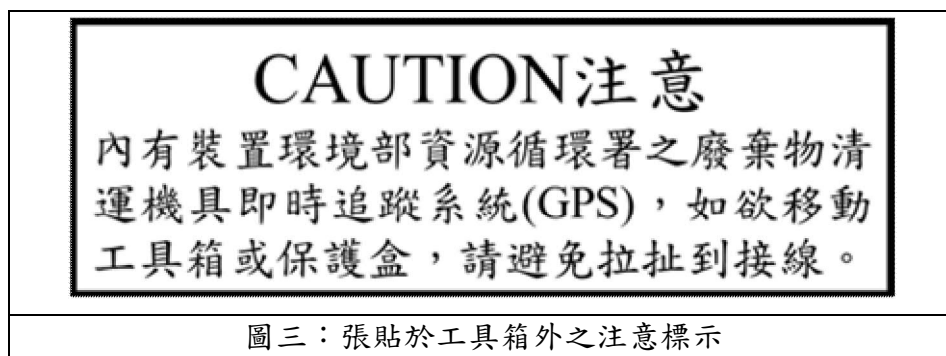 CAUTION注意
內有裝置環境部資源循環署之廢棄物清
運機具即時追蹤系統(GPS)，如欲移動
工具箱或保護盒，請避免拉扯到接線。
圖三：張貼於工具箱外之注意標示